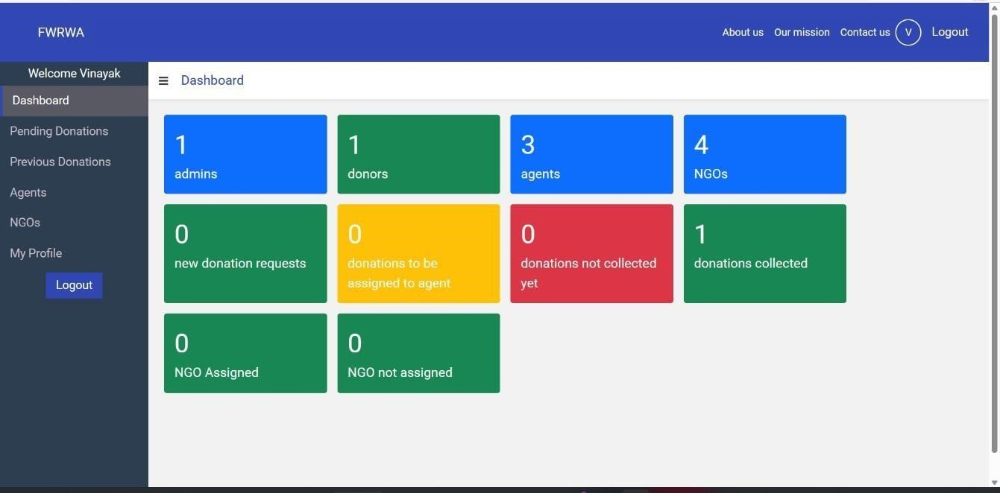 FWRWA
About us Our mission Contact us V Logout
Welcome Vinayak
Dashboard
Pending Donations
Previous Donations
Agents
NGOs
My Profile
Logout
Dashboard
1
admins
1
donors
3
agents
4
NGOs
0
new donation requests
0
donations to be
assigned to agent
0
donations not collected
yet
1
donations collected
0
NGO Assigned
0
NGO not assigned